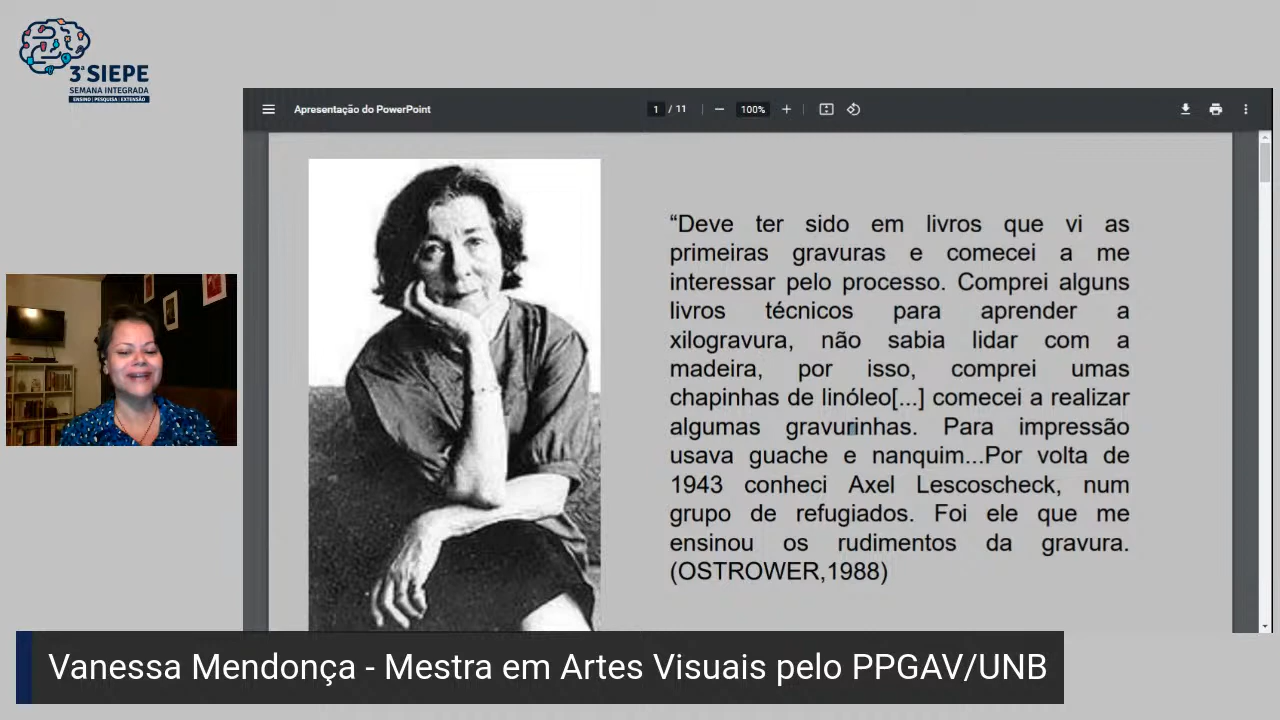 3ª SIEPE
SEMANA INTEGRADA
ENSINO | PESQUISA | EXTENSÃO
Apresentação do PowerPoint
1 / 11
100%
“Deve ter sido em livros que vi as
primeiras gravuras e comecei a me
interessar pelo processo. Comprei alguns
livros técnicos para aprender a
xilogravura, não sabia lidar com a
madeira, por isso, comprei umas
chapinhas de linóleo[...] comecei a realizar
algumas gravurinhas. Para impressão
usava guache e nanquim...Por volta de
1943 conheci Axel Lescoscheck, num
grupo de refugiados. Foi ele que me
ensinou os rudimentos da gravura.
(OSTROWER,1988)
Vanessa Mendonça - Mestra em Artes Visuais pelo PPGAV/UNB